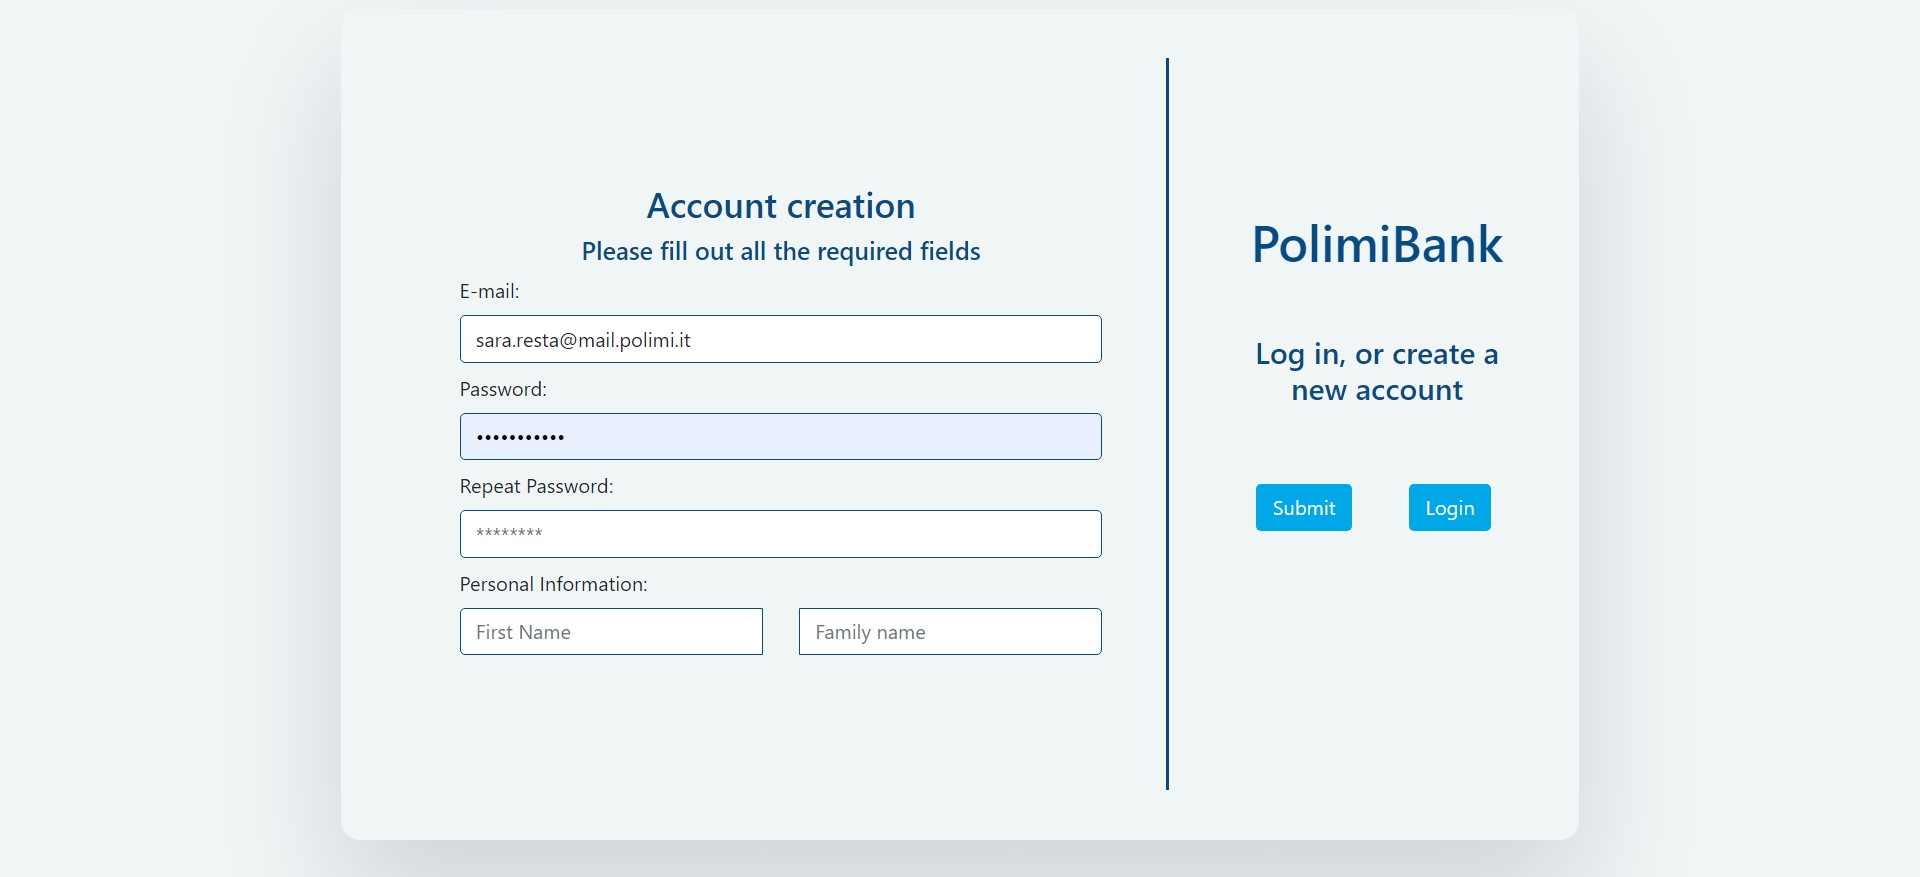 Account creation
Please fill out all the required fields
E-mail:
sara.resta@mail.polimi.it
Password:
•••••••••••
Repeat Password:
********
Personal Information:
First Name
Family name
PolimiBank
Log in, or create a
new account
Submit
Login